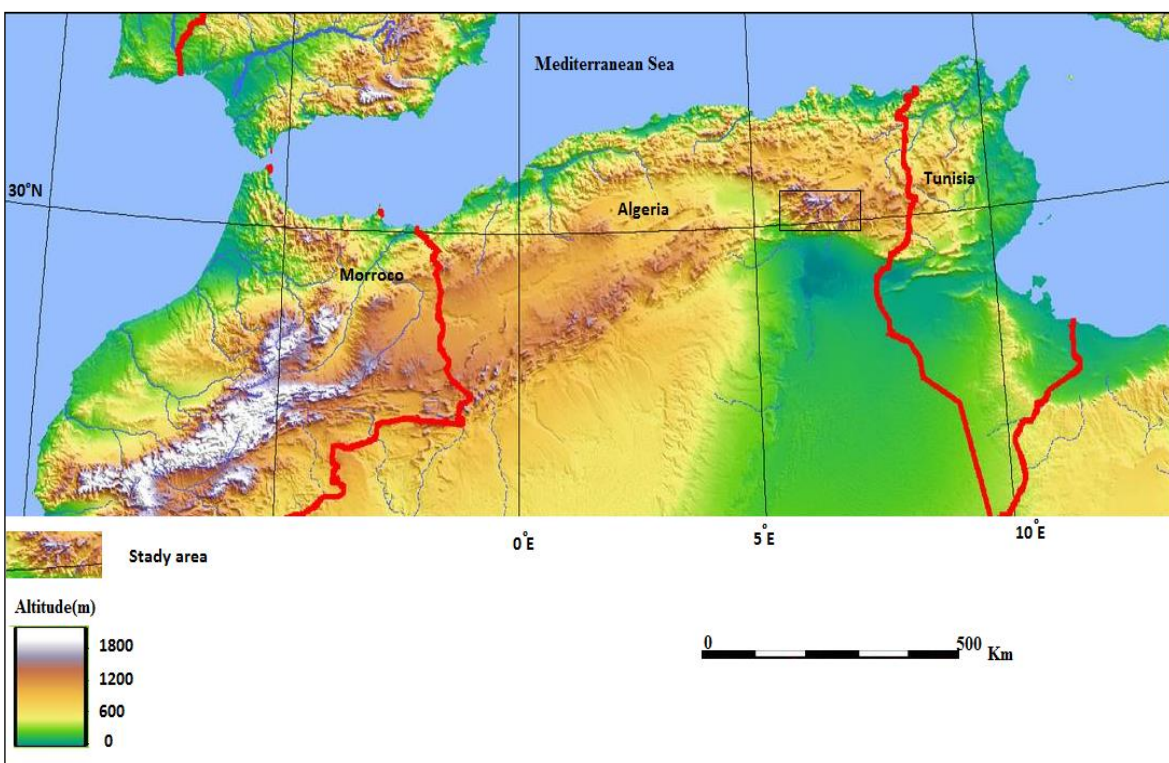 Mediterranean Sea
30°N
Tunisia
Algeria
Morroco
0°E
5°E
10°E
Stady area
Altitude(m)
1800
1200
600
0
0
500
Km